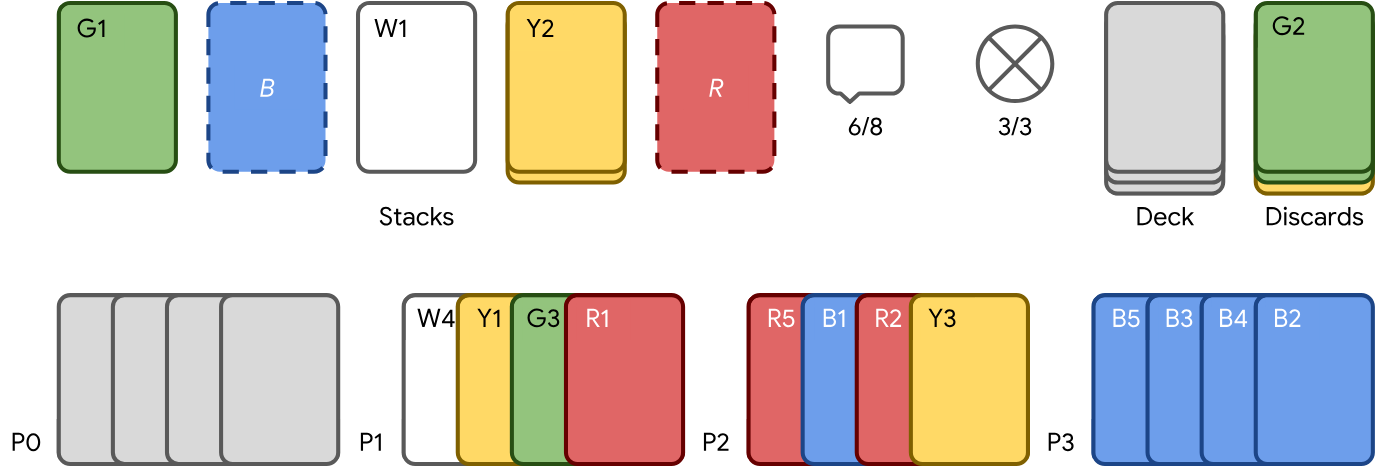 G1
B
W1
Y2
R
6/8
3/3
G2
Stacks
Deck
Discards
P0
P1
W4 Y1 G3 R1
P2
R5 B1 R2 Y3
P3
B5 B3 B4 B2